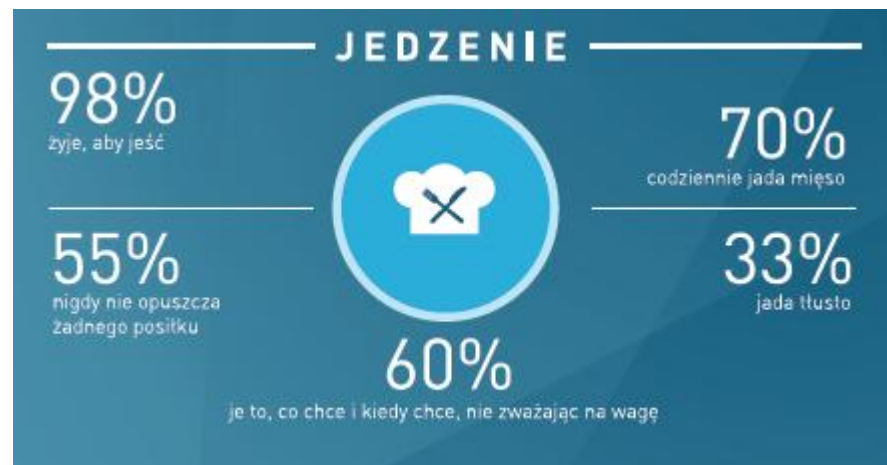 JEDZENIE
98%
żyje, aby jeść
70%
codziennie jada mięso
55%
nigdy nie opuszcza
żadnego posiłku
33%
jada tłusto
60%
je to, co chce i kiedy chce, nie zważając na wagę